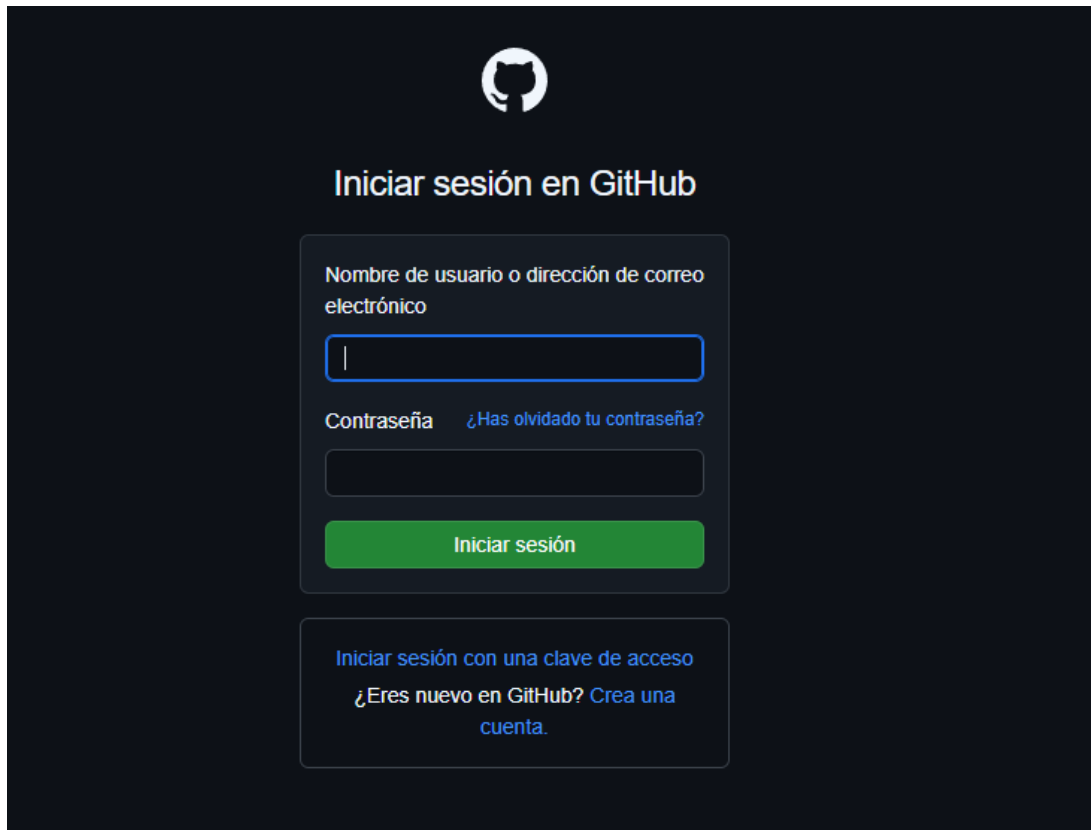 Iniciar sesión en GitHub
Nombre de usuario o dirección de correo
electrónico
Contraseña ¿Has olvidado tu contraseña?
Iniciar sesión
Iniciar sesión con una clave de acceso
¿Eres nuevo en GitHub? Crea una
cuenta.